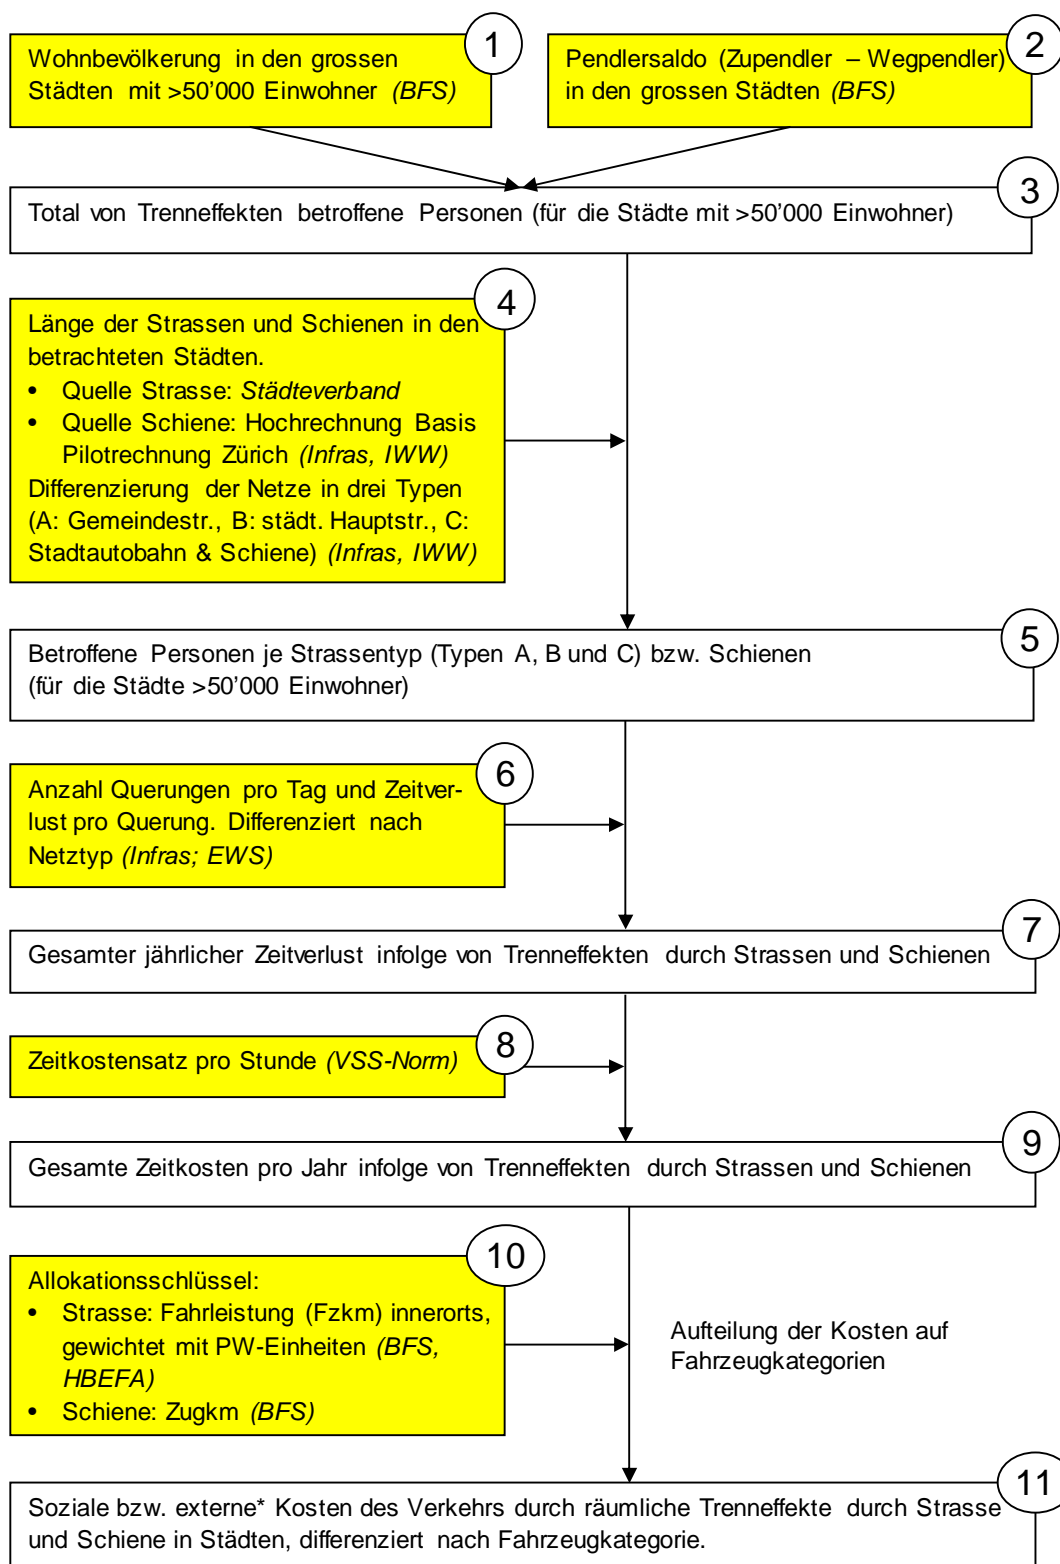 1
Wohnbevölkerung in den grossen
Städten mit >50’000 Einwohner (BFS)
2
Pendlersaldo (Zupendler – Wegpendler)
in den grossen Städten (BFS)
3
Total von Trenneffekten betroffene Personen (für die Städte mit >50’000 Einwohner)
4
Länge der Strassen und Schienen in den
betrachteten Städten.
• Quelle Strasse: Städteverband
• Quelle Schiene: Hochrechnung Basis
Pilotrechnung Zürich (Infras, IWW)
Differenzierung der Netze in drei Typen
(A: Gemeindestr., B: städt. Hauptstr., C:
Stadtautobahn & Schiene) (Infras, IWW)
5
Betroffene Personen je Strassentyp (Typen A, B und C) bzw. Schienen
(für die Städte >50’000 Einwohner)
6
Anzahl Querungen pro Tag und Zeitver-
lust pro Querung. Differenziert nach
Netztyp (Infras; EWS)
7
Gesamter jährlicher Zeitverlust infolge von Trenneffekten durch Strassen und Schienen
8
Zeitkostensatz pro Stunde (VSS-Norm)
9
Gesamte Zeitkosten pro Jahr infolge von Trenneffekten durch Strassen und Schienen
10
Allokationsschlüssel:
• Strasse: Fahrleistung (Fzkm) innerorts,
gewichtet mit PW-Einheiten (BFS,
HBEFA)
• Schiene: Zugkm (BFS)
Aufteilung der Kosten auf
Fahrzeugkategorien
11
Soziale bzw. externe* Kosten des Verkehrs durch räumliche Trenneffekte durch Strasse
und Schiene in Städten, differenziert nach Fahrzeugkategorie.